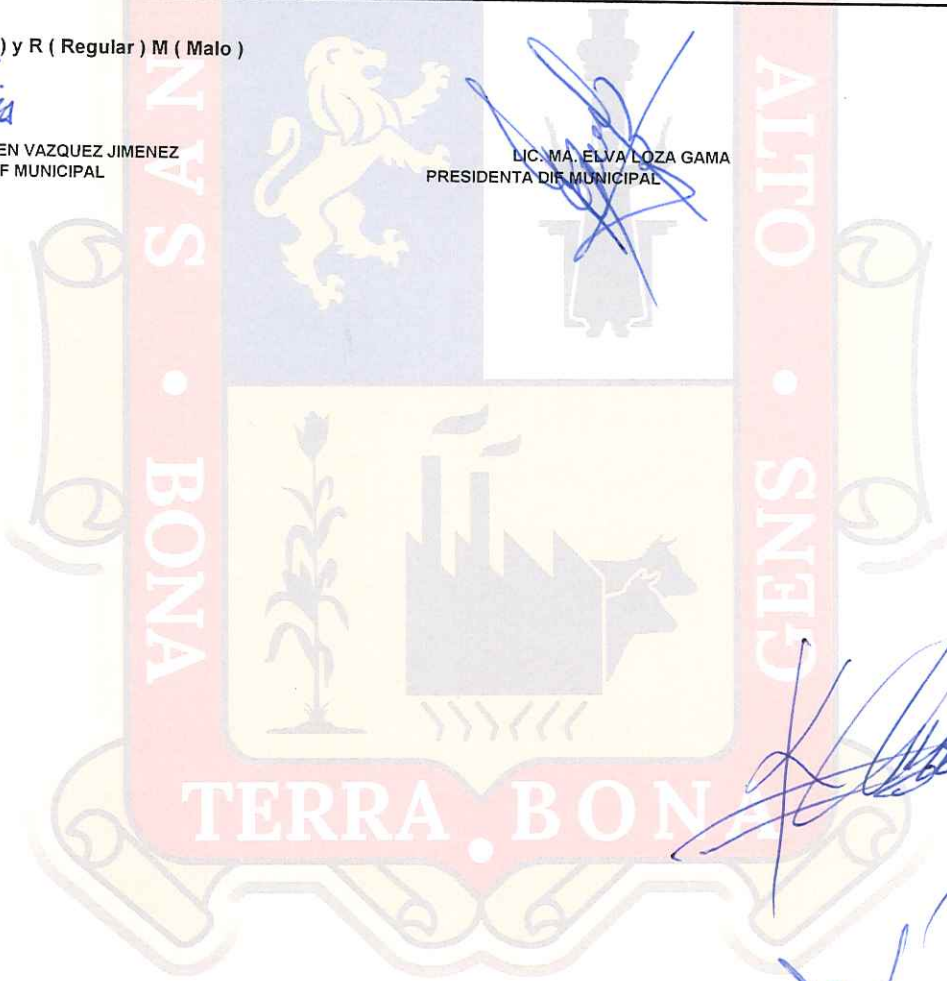 ) y R ( Regular ) M ( Malo )
EN VAZQUEZ JIMENEZ
F MUNICIPAL
LIC. MA. ELVA LOZA GAMA
PRESIDENTA DIF MUNICIPAL
SAN
ALTO
BONA
GENS
TERRA BONA